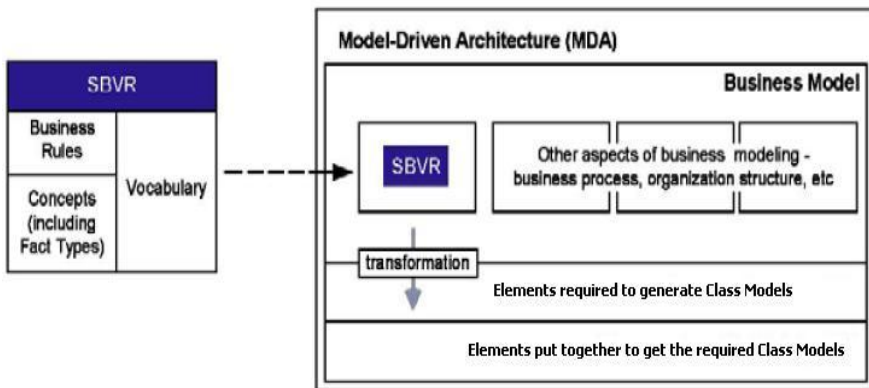 SBVR
Business
Rules
Concepts
(including
Fact Types)
Vocabulary
Model-Driven Architecture (MDA)
Business Model
SBVR
Other aspects of business modeling -
business process, organization structure, etc
transformation
Elements required to generate Class Models
Elements put together to get the required Class Models